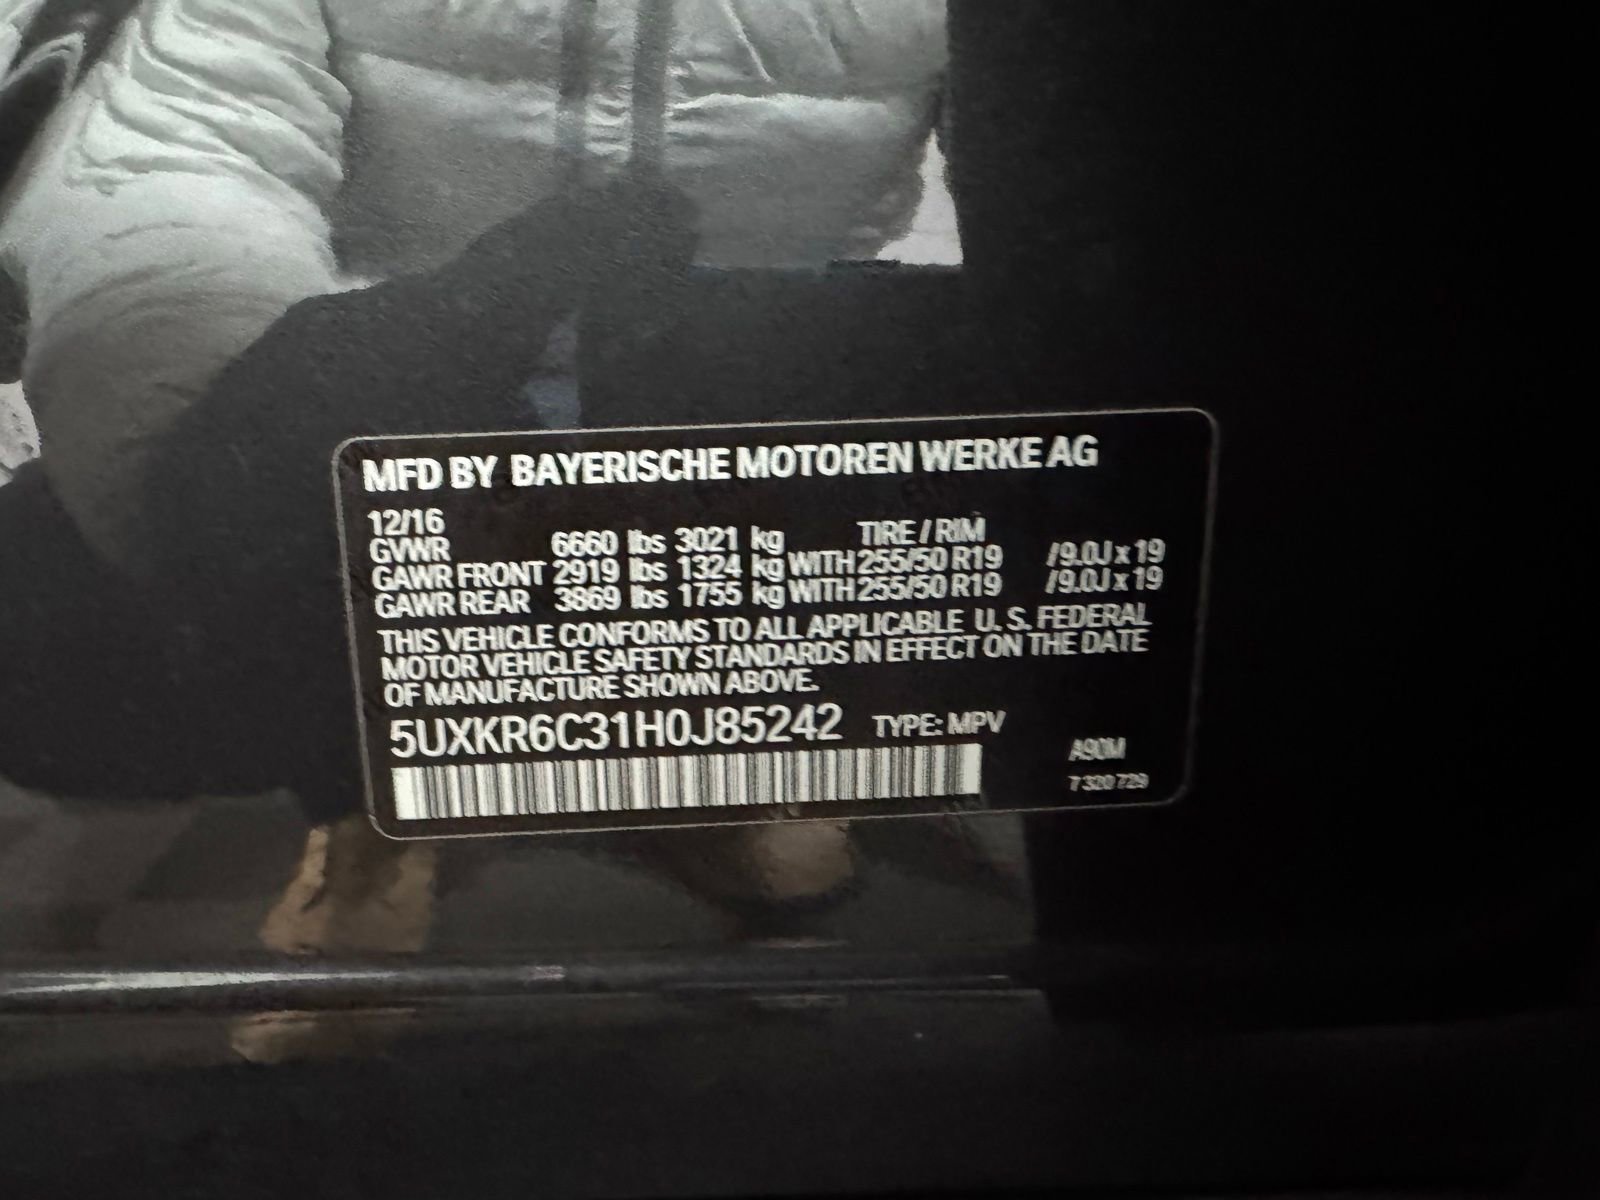 MFD BY BAYERISCHE MOTOREN WERKE AG
12/16
GVWR 6660 lbs 3021 kg TIRE / RIM
GAWR FRONT 2919 lbs 1324 kg WITH 255/50 R19 /9.0J x 19
GAWR REAR 3869 lbs 1755 kg WITH 255/50 R19 /9.0J x 19
THIS VEHICLE CONFORMS TO ALL APPLICABLE U. S. FEDERAL
MOTOR VEHICLE SAFETY STANDARDS IN EFFECT ON THE DATE
OF MANUFACTURE SHOWN ABOVE.
5UXKR6C31H0J85242 TYPE: MPV
A90M
7 320 729